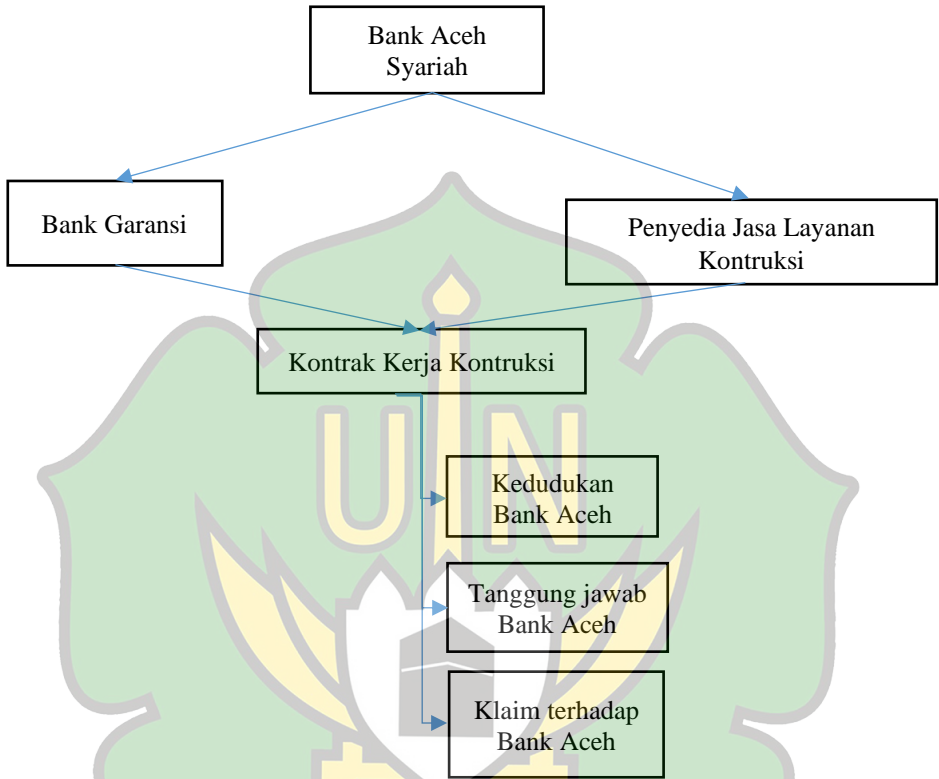 Bank Aceh
Syariah
Bank Garansi
Penyedia Jasa Layanan
Kontruksi
Kontrak Kerja Kontruksi
UIN
Kedudukan
Bank Aceh
Tanggung jawab
Bank Aceh
Klaim terhadap
Bank Aceh